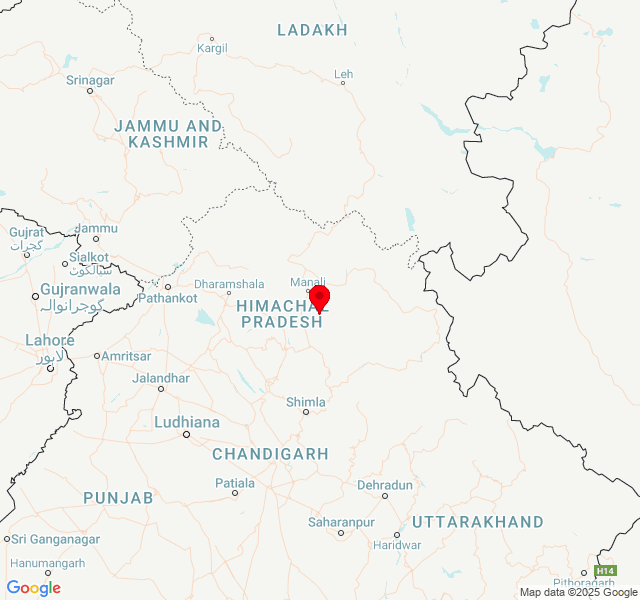 LADAKH
Kargil
Leh
Srinagar
JAMMU AND
KASHMIR
Gujrat
گجرات
Jammu
Sialkot
سیالکوٹ
Manali
Dharamshala
Pathankot
Gujranwala
گوجرانوالہ
HIMACHAL
PRADESH
Lahore
لاہور
Amritsar
Jalandhar
Shimla
Ludhiana
CHANDIGARH
Patiala
Dehradun
PUNJAB
Saharanpur
UTTARAKHAND
Sri Ganganagar
Haridwar
Hanumangarh
H14
Pithoragarh
Google
Map data ©2025 Google